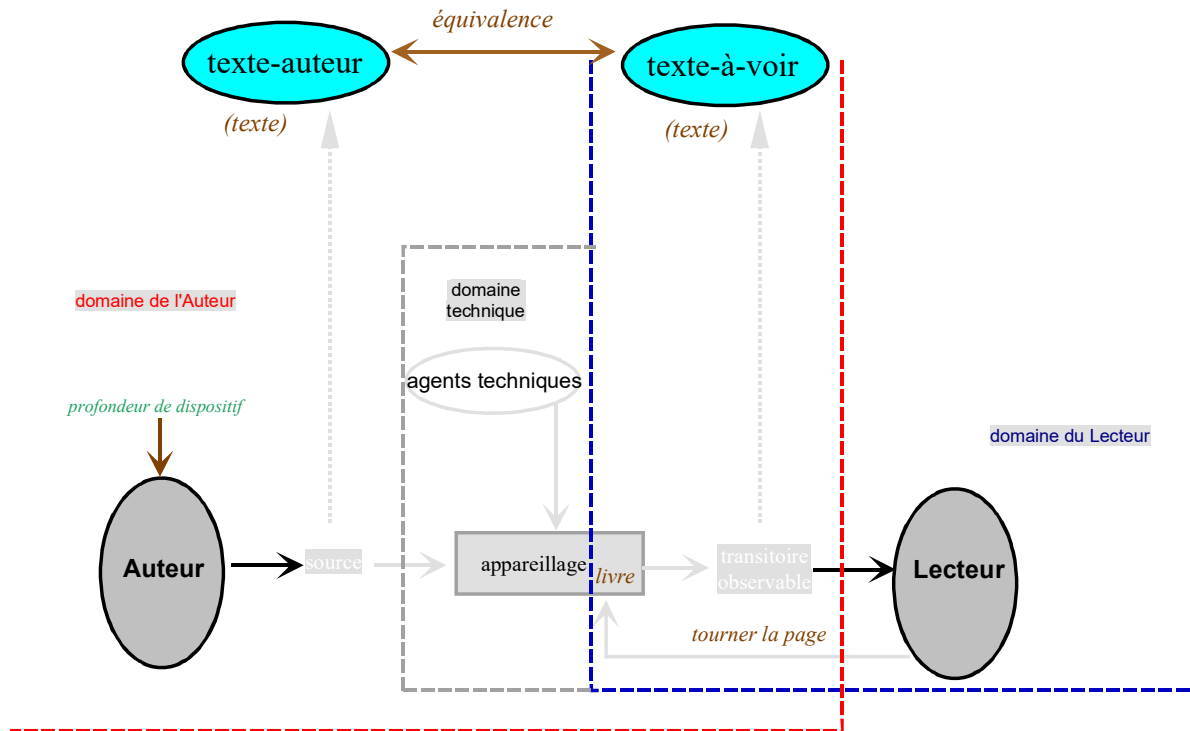 équivalence
texte-auteur
texte-à-voir
(texte)
(texte)
domaine de l'Auteur
domaine
technique
agents techniques
profondeur de dispositif
domaine du Lecteur
Auteur
source
appareillage
livre
transitoire
observable
Lecteur
tourner la page